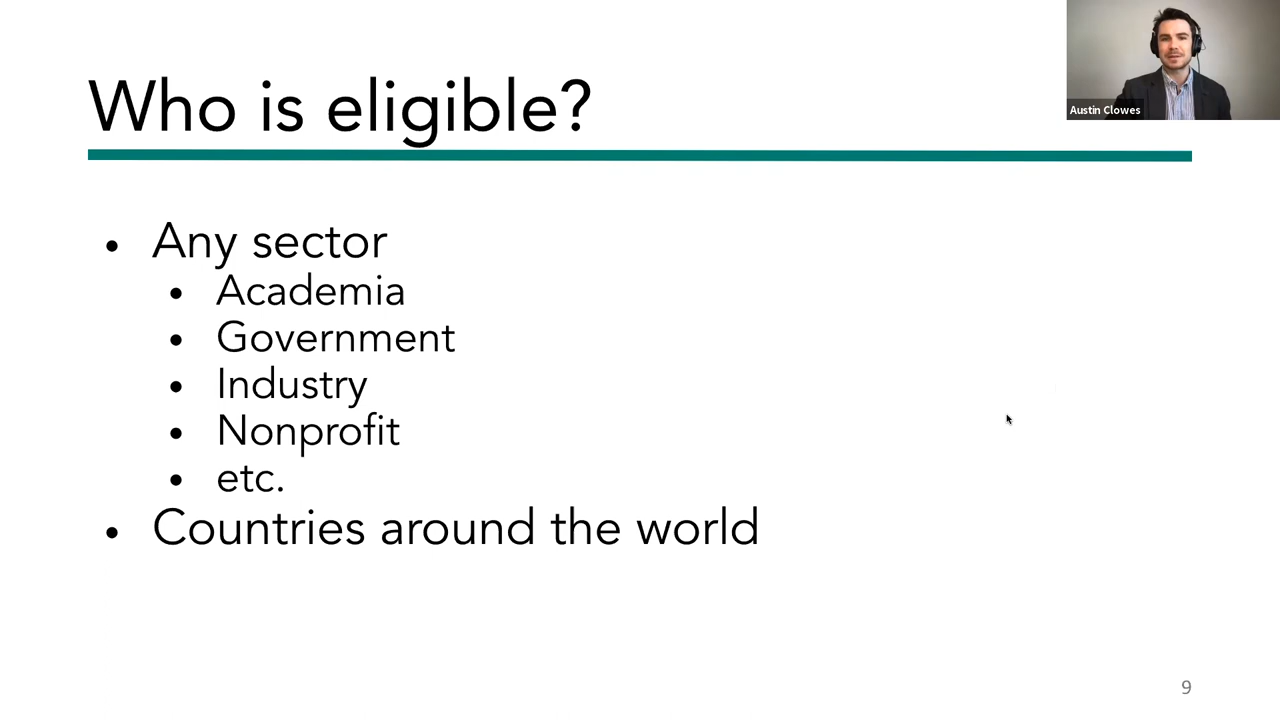 Who is eligible?
Austin Clowes
• Any sector
• Academia
• Government
• Industry
• Nonprofit
• etc.
• Countries around the world
9